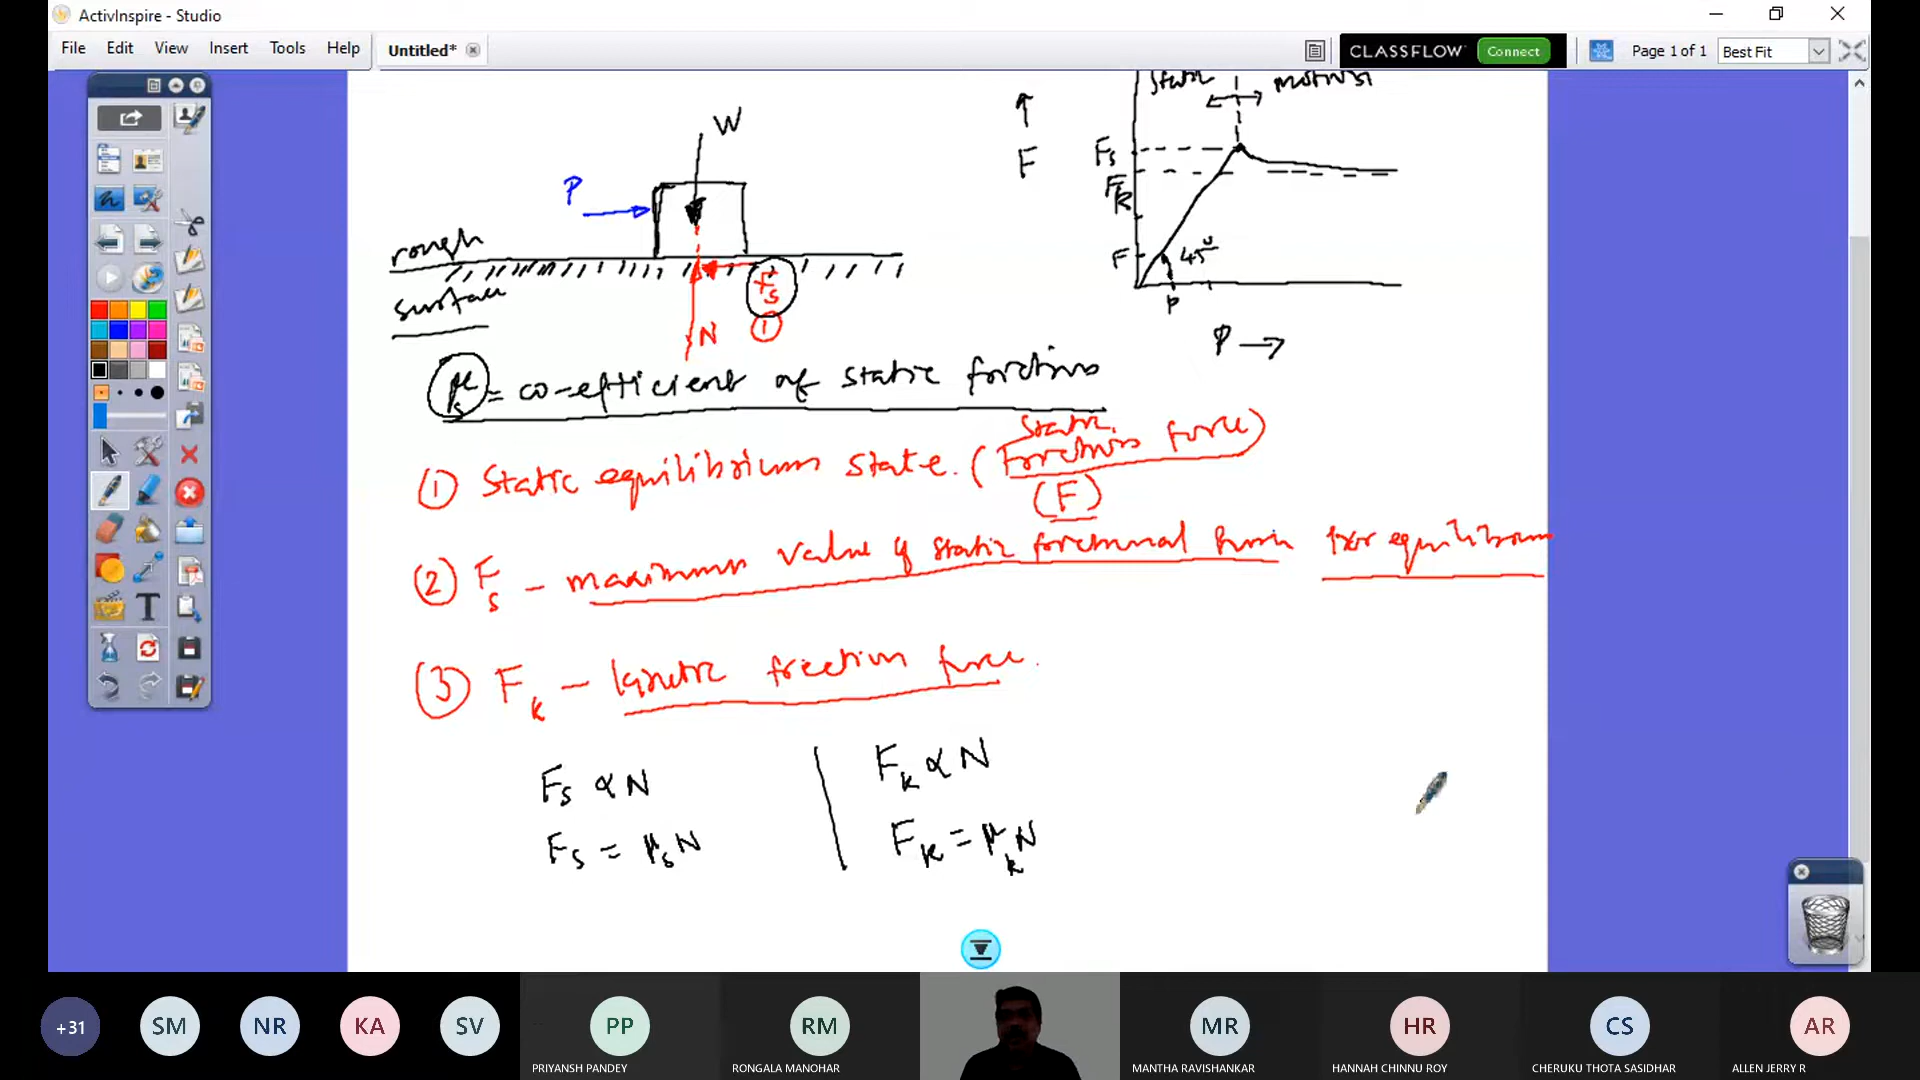 ActivInspire - Studio
File Edit View Insert Tools Help Untitled* CLASSFLOW Connect Page 1 of 1 Best Fit
static motion
W
F
Fs
P
Fk
rough
F 45°
surface
Fs
P
N
1
P
μs = co-efficient of static friction
static
① Static equilibrium state. (Friction force)
(F)
② Fs - maximum value of static frictional force for equilibrium
③ Fk - kinetic friction force.
Fs ∝ N
Fk ∝ N
Fs = μs N
Fk = μk N
T
+31 SM NR KA SV PP RM MR HR CS AR
PRIYANSH PANDEY RONGALA MANOHAR MANTHA RAVISHANKAR HANNAH CHINNU ROY CHERUKU THOTA SASIDHAR ALLEN JERRY R